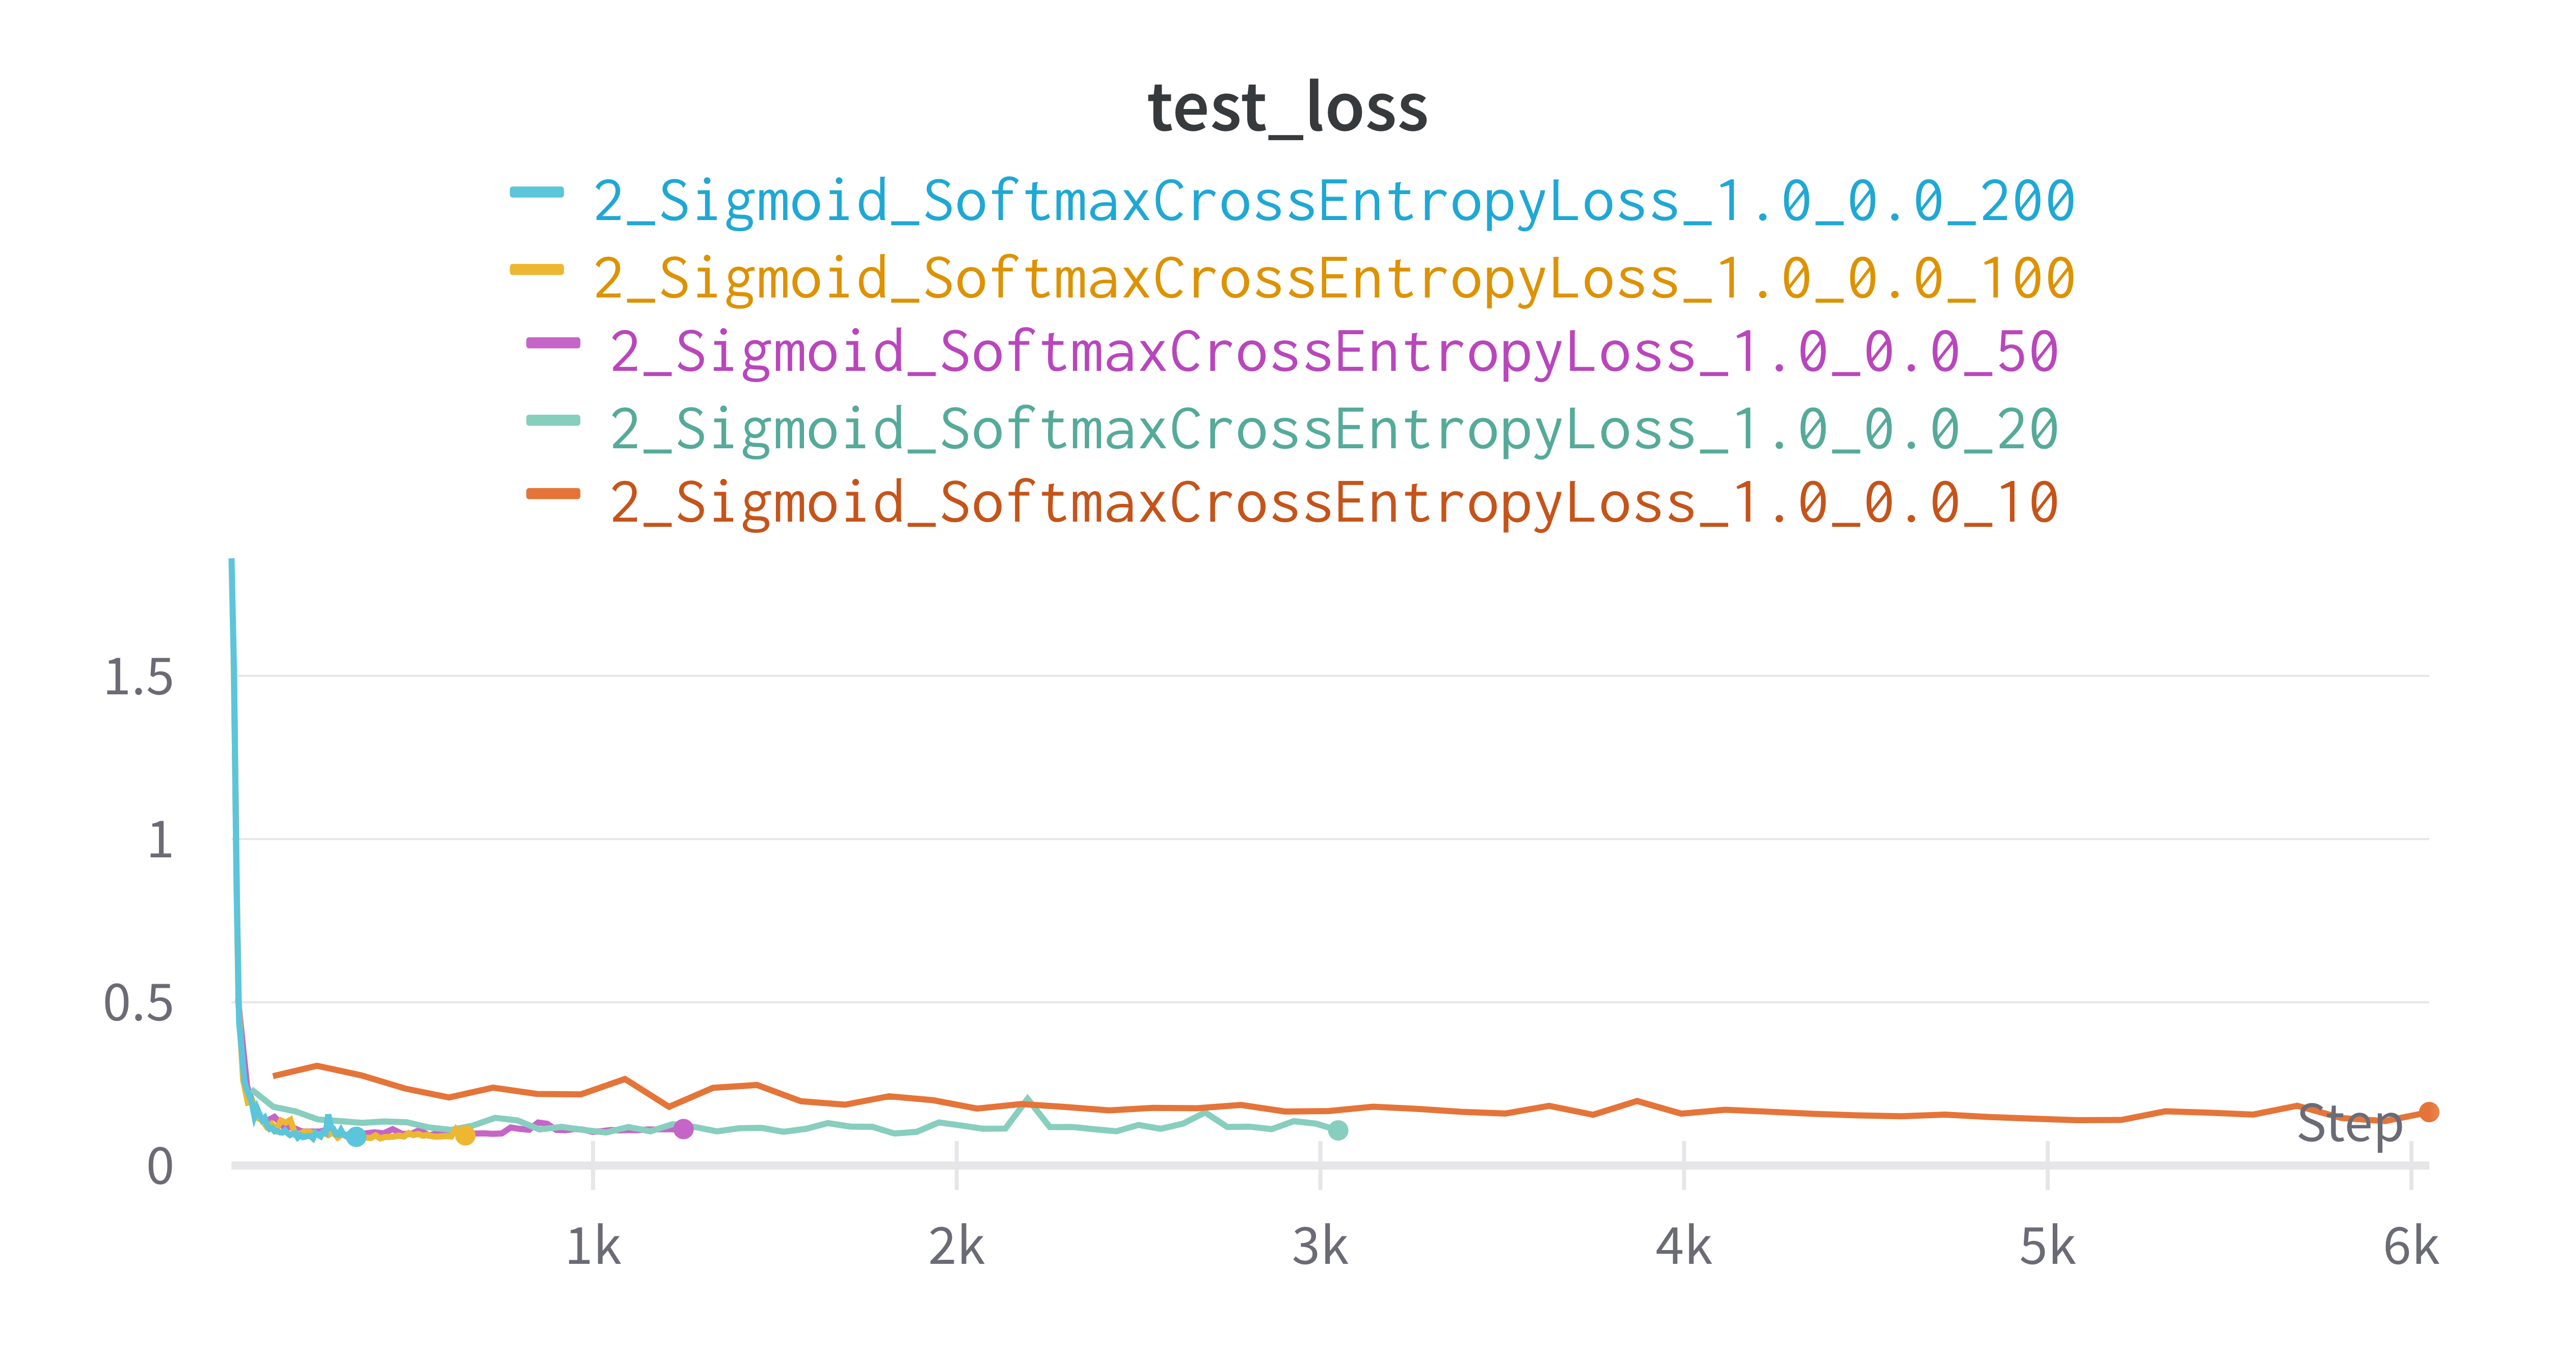 test_loss
2_Sigmoid_SoftmaxCrossEntropyLoss_1.0_0.0_200
2_Sigmoid_SoftmaxCrossEntropyLoss_1.0_0.0_100
2_Sigmoid_SoftmaxCrossEntropyLoss_1.0_0.0_50
2_Sigmoid_SoftmaxCrossEntropyLoss_1.0_0.0_20
2_Sigmoid_SoftmaxCrossEntropyLoss_1.0_0.0_10
1.5
1
0.5
0
Step
1k 2k 3k 4k 5k 6k